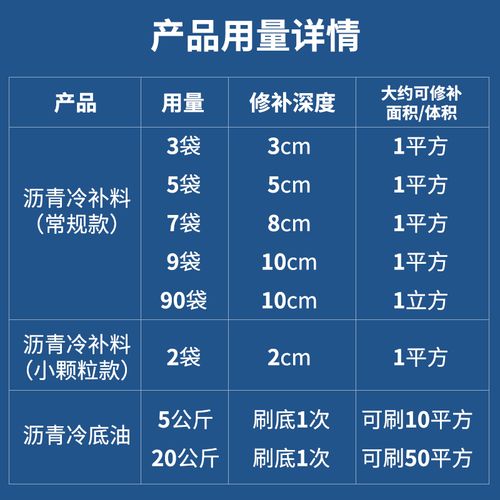 产品用量详情
产品 用量 修补深度 大约可修补
面积/体积
沥青冷补料
（常规款）
3袋 3cm 1平方
5袋 5cm 1平方
7袋 8cm 1平方
9袋 10cm 1平方
90袋 10cm 1立方
沥青冷补料
（小颗粒款）
2袋 2cm 1平方
沥青冷底油
5公斤 刷底1次 可刷10平方
20公斤 刷底1次 可刷50平方